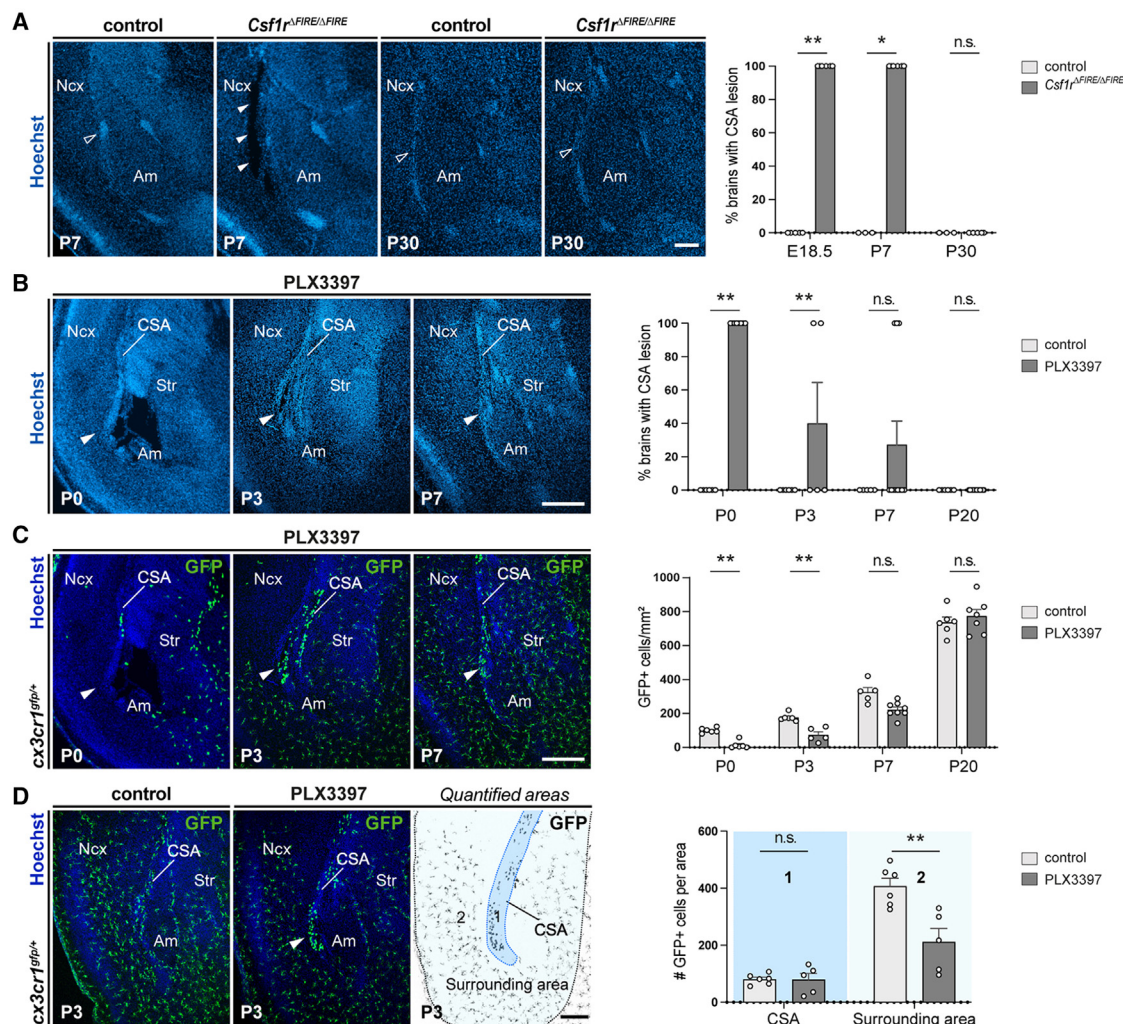 A
control
Csf1rΔFIRE/ΔFIRE
control
Csf1rΔFIRE/ΔFIRE
Hoechst
Ncx
Am
P7
Ncx
Am
P7
Ncx
Am
P30
Ncx
Am
P30
% brains with CSA lesion
100
80
60
40
20
0
** * n.s.
E18.5 P7 P30
control
Csf1rΔFIRE/ΔFIRE
B
PLX3397
Hoechst
Ncx
CSA
Str
Am
P0
Ncx
CSA
Str
Am
P3
Ncx
CSA
Str
Am
P7
% brains with CSA lesion
100
80
60
40
20
0
** ** n.s. n.s.
P0 P3 P7 P20
control
PLX3397
C
PLX3397
cx3cr1gfp/+ Hoechst
GFP
Ncx
CSA
Str
Am
P0
GFP
Ncx
CSA
Str
Am
P3
GFP
Ncx
CSA
Str
Am
P7
GFP+ cells/mm²
1000
800
600
400
200
0
** ** n.s. n.s.
P0 P3 P7 P20
control
PLX3397
D
control
PLX3397
Quantified areas
cx3cr1gfp/+ Hoechst
GFP
Ncx
CSA
Str
Am
P3
GFP
Ncx
CSA
Str
Am
P3
GFP
2
1
CSA
Surrounding area
P3
# GFP+ cells per area
600
400
200
0
n.s. **
1 2
CSA Surrounding area
control
PLX3397